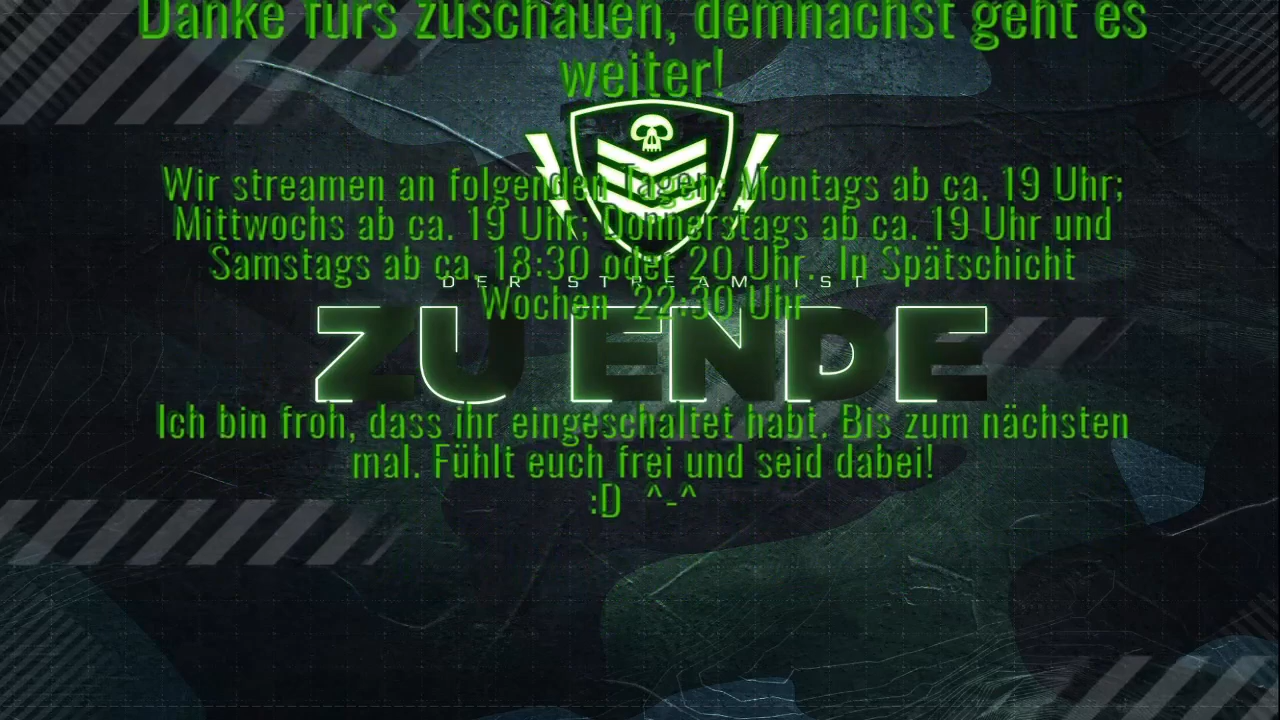 Danke fürs zuschauen, demnächst geht es
weiter!
Wir streamen an folgenden Tagen: Montags ab ca. 19 Uhr;
Mittwochs ab ca. 19 Uhr; Donnerstags ab ca. 19 Uhr und
Samstags ab ca. 18:30 oder 20 Uhr. In Spätschicht
DER STREAM IST
Wochen 22:30 Uhr
ZU ENDE
Ich bin froh, dass ihr eingeschaltet habt. Bis zum nächsten
mal. Fühlt euch frei und seid dabei!
:D ^-^